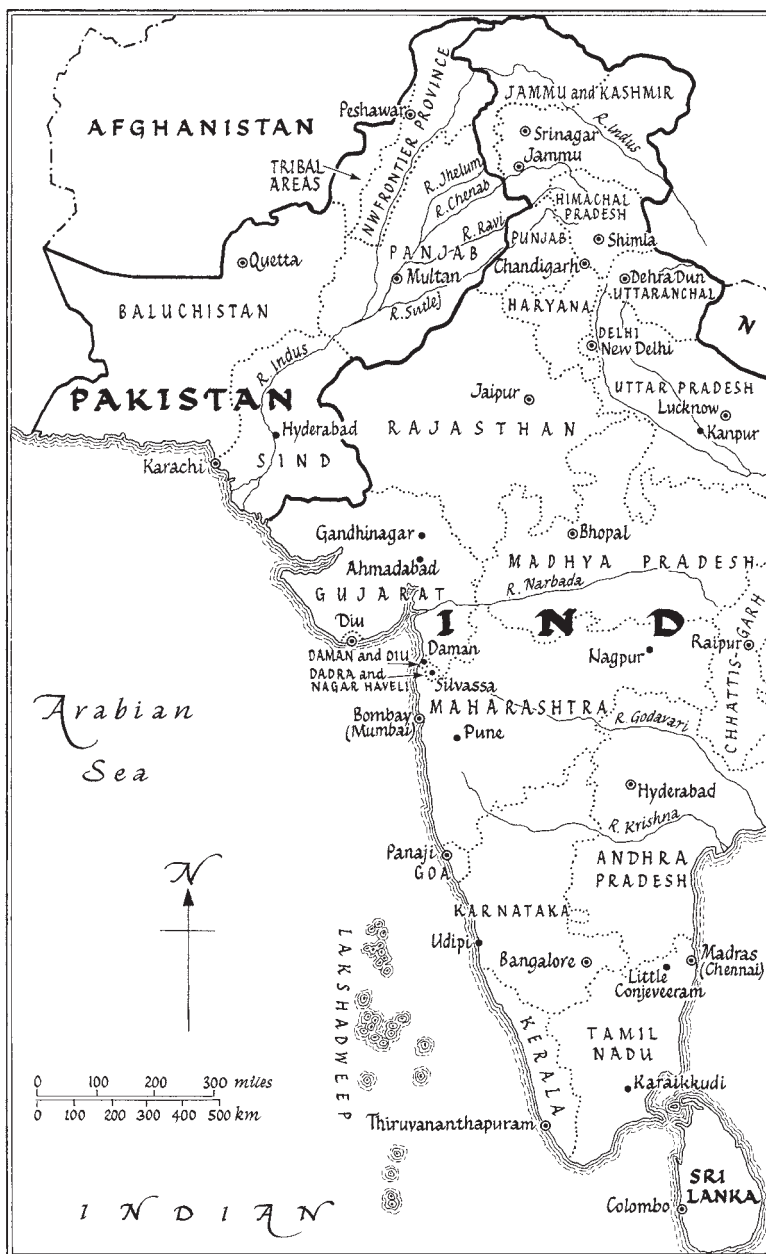 AFGHANISTAN
Peshawar
NWFRONTIER PROVINCE
TRIBAL
AREAS
JAMMU and KASHMIR
R. Indus
Srinagar
Jammu
R. Jhelum
R. Chenab
R. Ravi
HIMACHAL
PRADESH
PANJAB
PUNJAB
Shimla
Quetta
Multan
Chandigarh
R. Sutlej
Dehra Dun
UTTARANCHAL
BALUCHISTAN
HARYANA
N
DELHI
New Delhi
R. Indus
PAKISTAN
UTTAR PRADESH
Jaipur
Lucknow
Kanpur
Hyderabad
RAJASTHAN
Karachi
SIND
Gandhinagar
Bhopal
Ahmadabad
MADHYA PRADESH
GUJARAT
R. Narbada
Diu
I N D
Daman
DAMAN and DIU
Nagpur
Raipur
DADRA and
NAGAR HAVELI
Silvassa
CHHATTIS-GARH
MAHARASHTRA
Arabian
Sea
Bombay
(Mumbai)
Pune
R. Godavari
Hyderabad
R. Krishna
Panaji
GOA
ANDHRA
PRADESH
N
KARNATAKA
LAKSHADWEEP
Udipi
Bangalore
Madras
(Chennai)
Little
Conjeveeram
KERALA
TAMIL
NADU
0 100 200 300 miles
0 100 200 300 400 500 km
Karaikkudi
Thiruvananthapuram
SRI
LANKA
Colombo
INDIAN